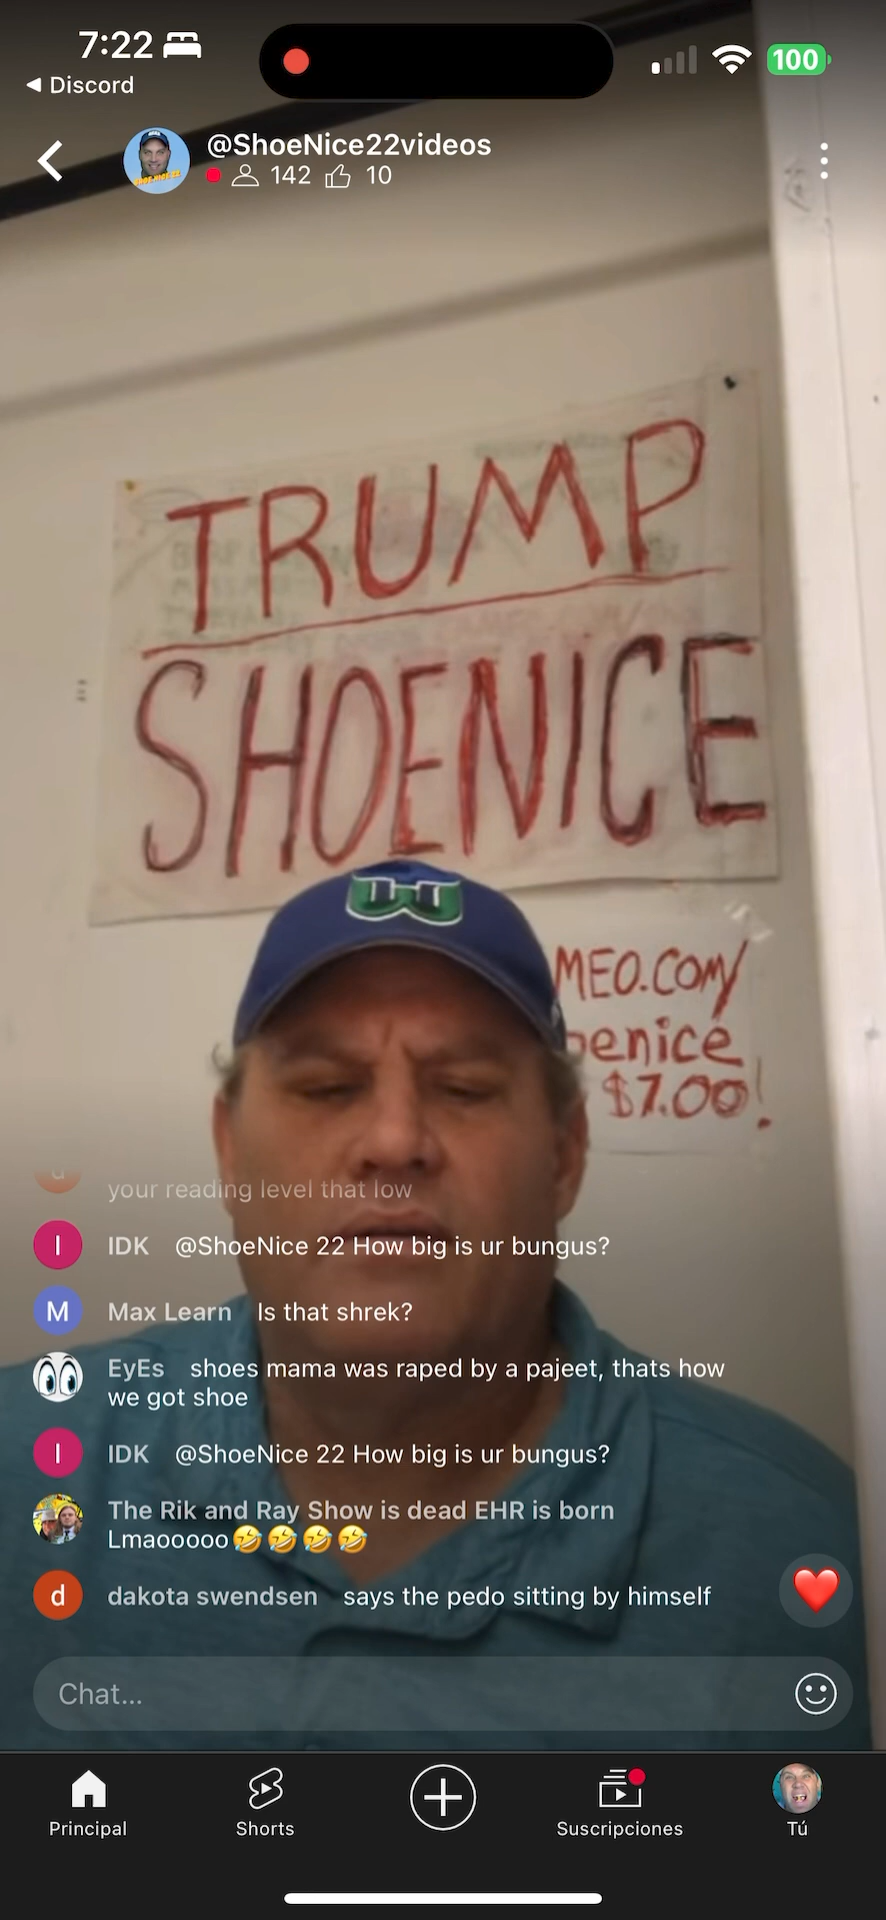 7:22
100
◄ Discord
@ShoeNice22videos
142 10
TRUMP
SHOENICE
MEO.COM/
enice
$7.00!
your reading level that low
I IDK @ShoeNice 22 How big is ur bungus?
M Max Learn Is that shrek?
EyEs shoes mama was raped by a pajeet, thats how
we got shoe
I IDK @ShoeNice 22 How big is ur bungus?
The Rik and Ray Show is dead EHR is born
Lmaooooo🤣🤣🤣🤣
d dakota swendsen says the pedo sitting by himself
Chat...
Principal
Shorts
Suscripciones
Tú